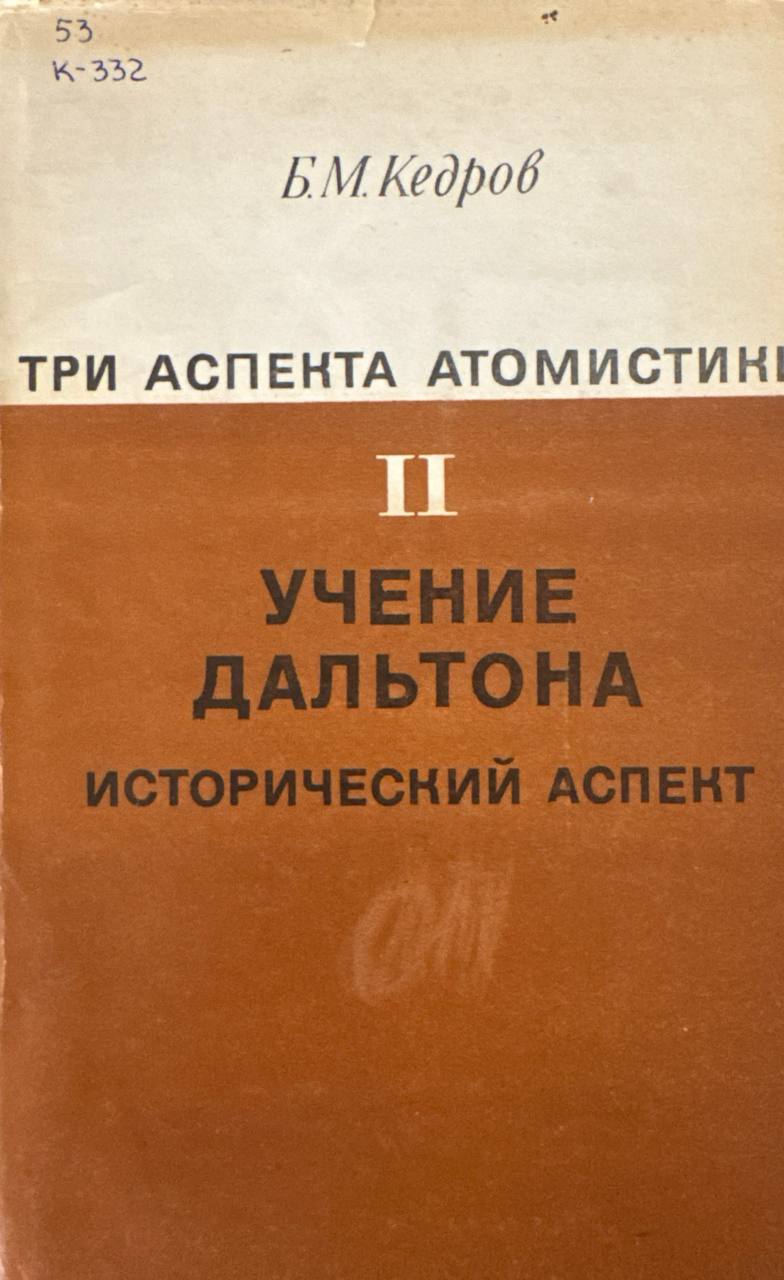 53
К-332
Б.М.Кедров
ТРИ АСПЕКТА АТОМИСТИКИ
II
УЧЕНИЕ
ДАЛЬТОНА
ИСТОРИЧЕСКИЙ АСПЕКТ